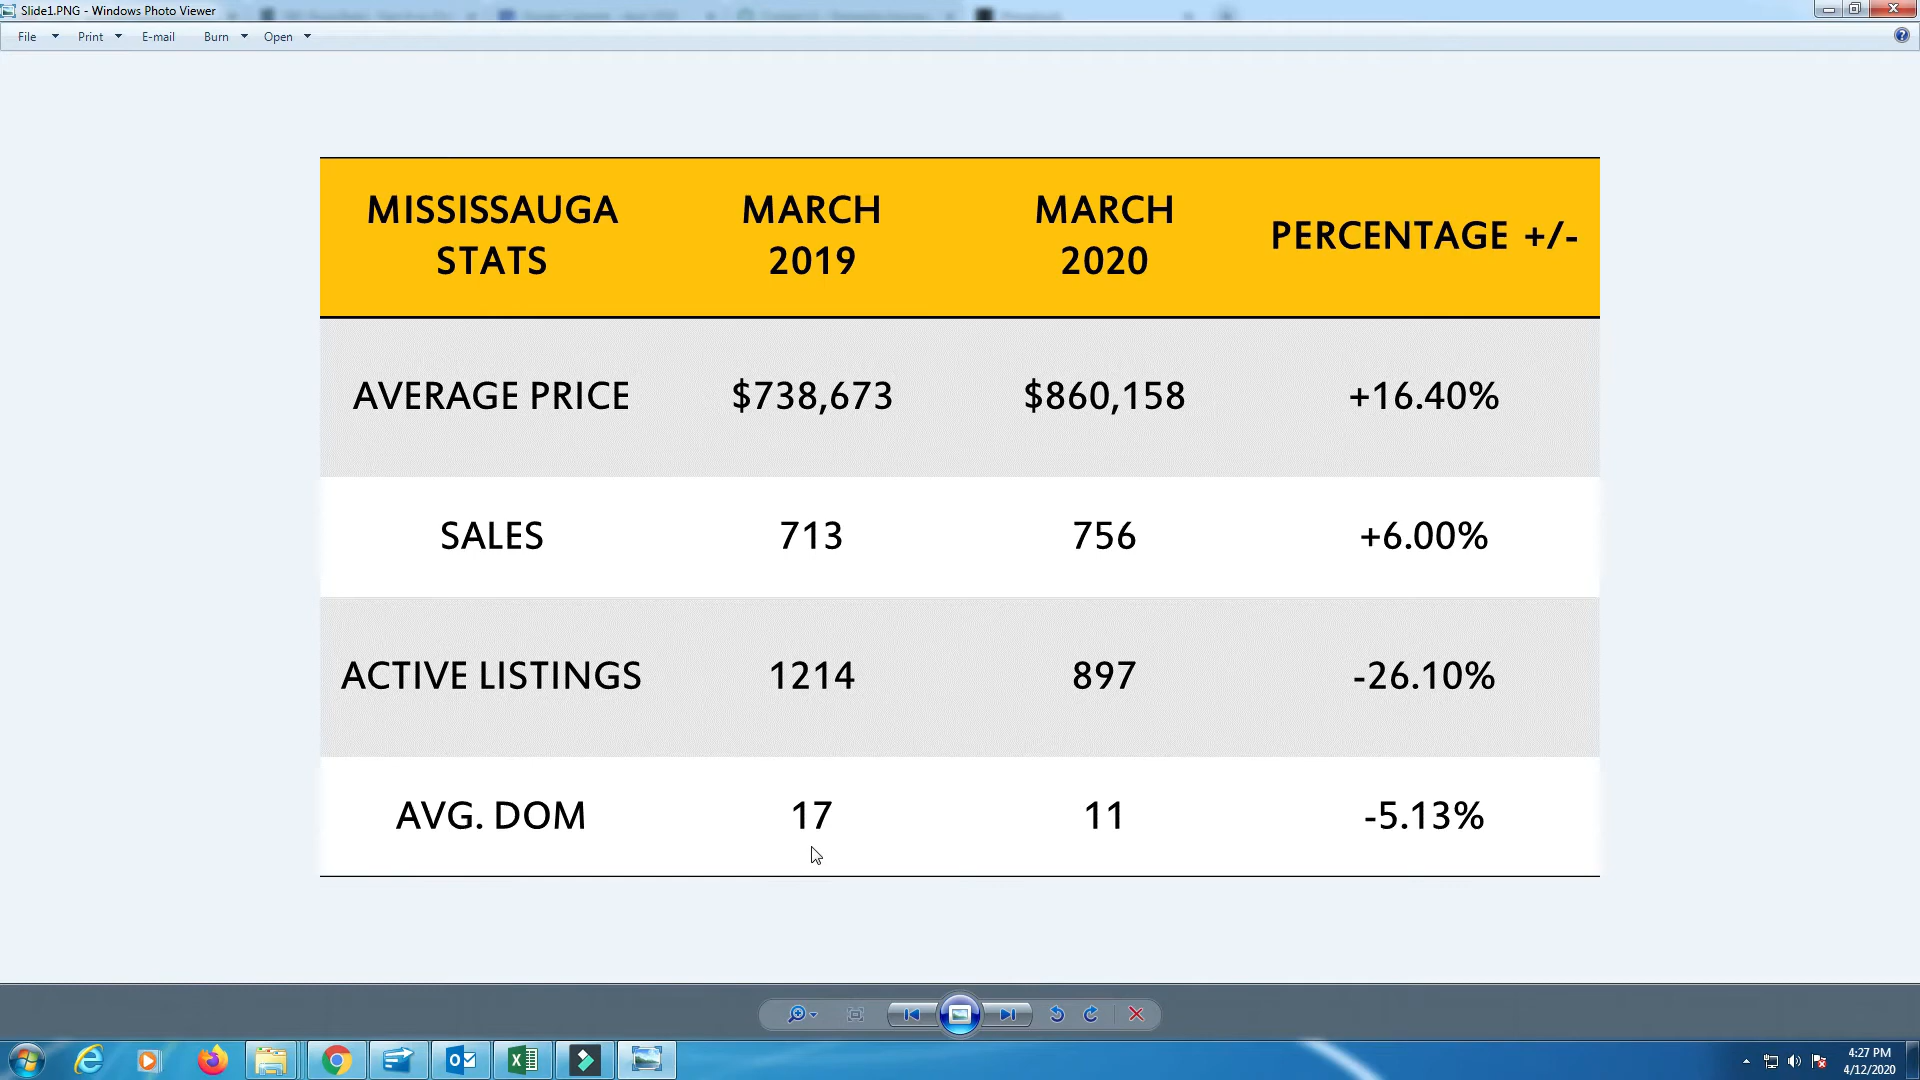 Slide1.PNG - Windows Photo Viewer
File Print E-mail Burn Open
MISSISSAUGA STATS
MARCH 2019
MARCH 2020
PERCENTAGE +/-
AVERAGE PRICE $738,673 $860,158 +16.40%
SALES 713 756 +6.00%
ACTIVE LISTINGS 1214 897 -26.10%
AVG. DOM 17 11 -5.13%
4:27 PM
4/12/2020